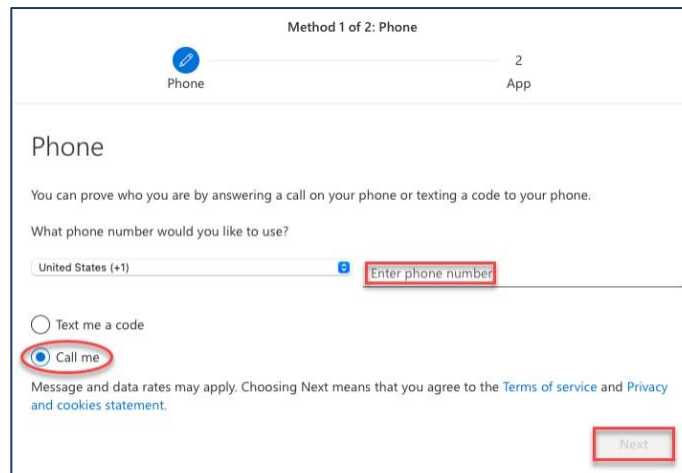 Method 1 of 2: Phone
2
Phone
App
Phone
You can prove who you are by answering a call on your phone or texting a code to your phone.
What phone number would you like to use?
United States (+1)
Enter phone number
Text me a code
Call me
Message and data rates may apply. Choosing Next means that you agree to the Terms of service and Privacy
and cookies statement.
Next